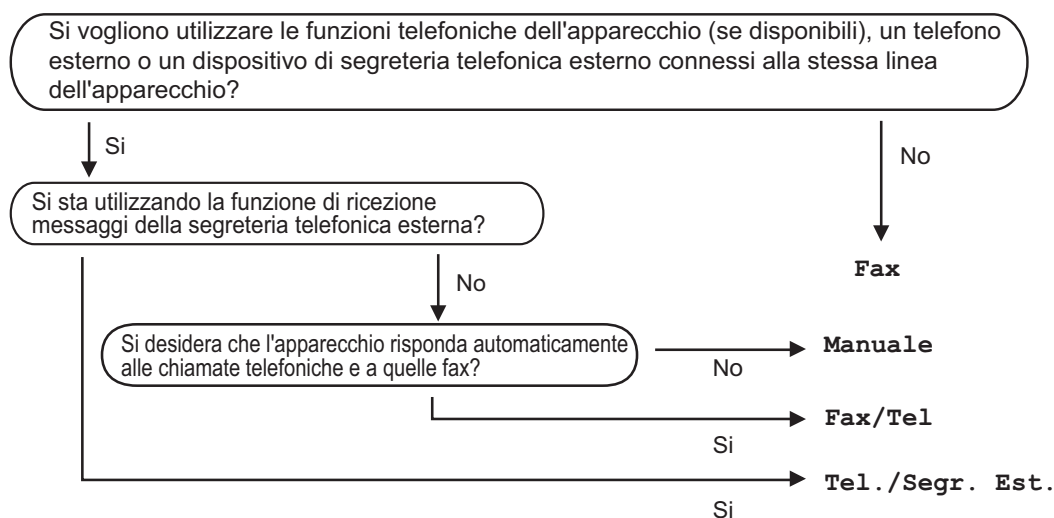 Si vogliono utilizzare le funzioni telefoniche dell'apparecchio (se disponibili), un telefono
esterno o un dispositivo di segreteria telefonica esterno connessi alla stessa linea
dell'apparecchio?
Si
No
Si sta utilizzando la funzione di ricezione
messaggi della segreteria telefonica esterna?
Fax
No
Si desidera che l'apparecchio risponda automaticamente
alle chiamate telefoniche e a quelle fax?
No
Manuale
Si
Fax/Tel
Si
Tel./Segr. Est.